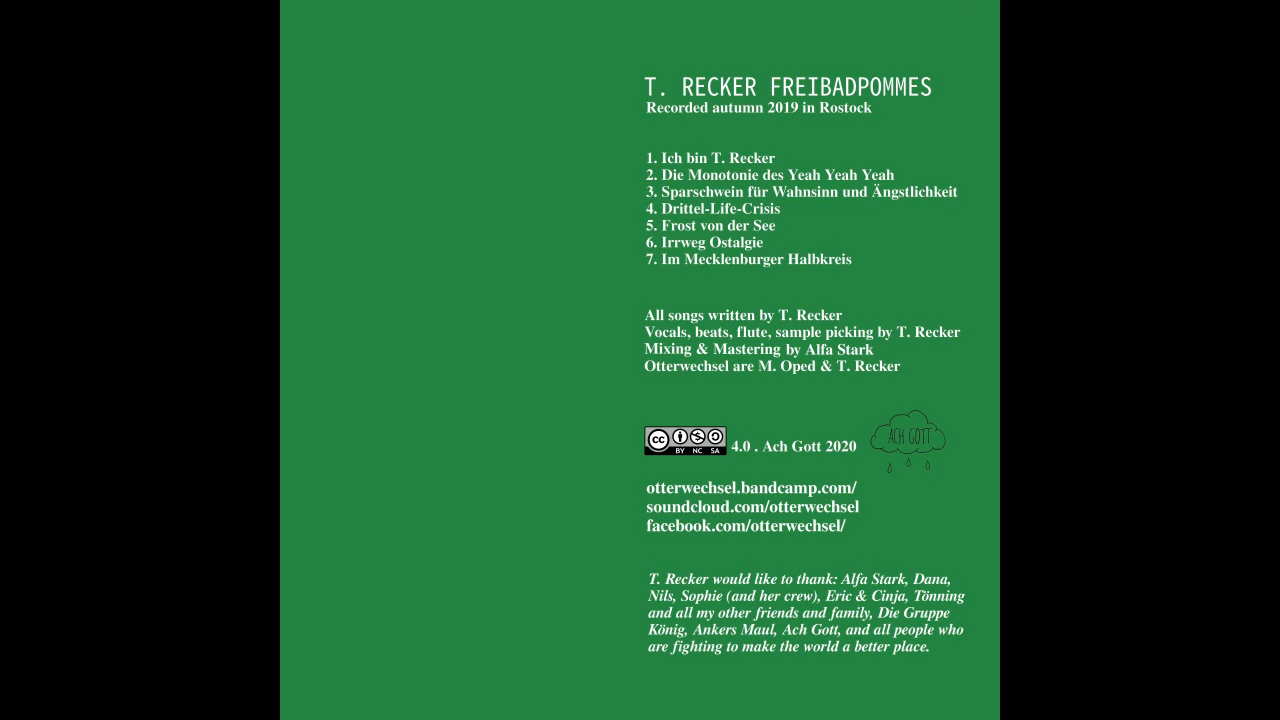 T. RECKER FREIBADPOMMES
Recorded autumn 2019 in Rostock
1. Ich bin T. Recker
2. Die Monotonie des Yeah Yeah Yeah
3. Sparschwein für Wahnsinn und Ängstlichkeit
4. Drittel-Life-Crisis
5. Frost von der See
6. Irrweg Ostalgie
7. Im Mecklenburger Halbkreis
All songs written by T. Recker
Vocals, beats, flute, sample picking by T. Recker
Mixing & Mastering by Alfa Stark
Otterwechsel are M. Oped & T. Recker
cc BY NC SA 4.0 . Ach Gott 2020
ACH GOTT
otterwechsel.bandcamp.com/
soundcloud.com/otterwechsel
facebook.com/otterwechsel/
T. Recker would like to thank: Alfa Stark, Dana,
Nils, Sophie (and her crew), Eric & Cinja, Tönning
and all my other friends and family, Die Gruppe
König, Ankers Maul, Ach Gott, and all people who
are fighting to make the world a better place.